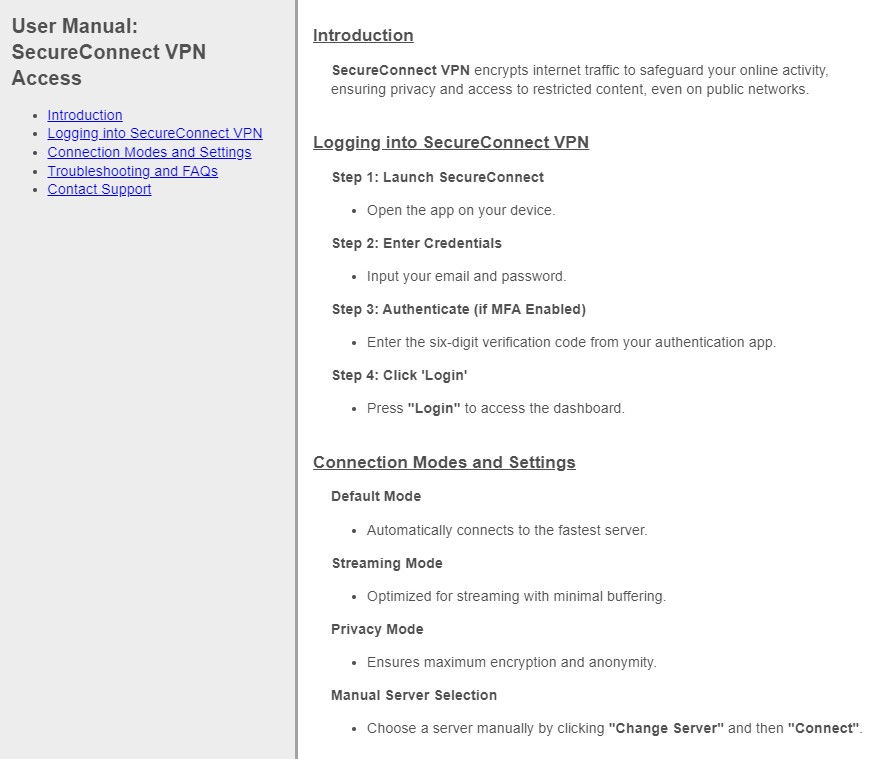 User Manual:
SecureConnect VPN
Access
• Introduction
• Logging into SecureConnect VPN
• Connection Modes and Settings
• Troubleshooting and FAQs
• Contact Support
Introduction
SecureConnect VPN encrypts internet traffic to safeguard your online activity,
ensuring privacy and access to restricted content, even on public networks.
Logging into SecureConnect VPN
Step 1: Launch SecureConnect
• Open the app on your device.
Step 2: Enter Credentials
• Input your email and password.
Step 3: Authenticate (if MFA Enabled)
• Enter the six-digit verification code from your authentication app.
Step 4: Click 'Login'
• Press "Login" to access the dashboard.
Connection Modes and Settings
Default Mode
• Automatically connects to the fastest server.
Streaming Mode
• Optimized for streaming with minimal buffering.
Privacy Mode
• Ensures maximum encryption and anonymity.
Manual Server Selection
• Choose a server manually by clicking "Change Server" and then "Connect".